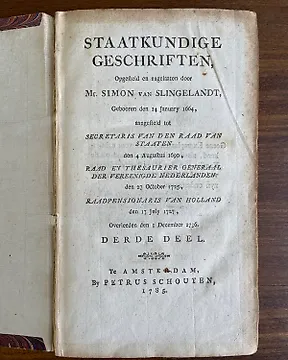 STAATKUNDIGE
GESCHRIFTEN,
Opgesteld en nagelaaten door
Mr. SIMON VAN SLINGELANDT,
Gebooren den 14 January 1664,
aangesteld tot
SECRETARIS VAN DEN RAAD VAN
STAATEN
den 4 Augustus 1690,
RAAD EN THESAURIER GENERAAL
DER VEREENIGDE NEDERLANDEN
den 27 October 1725,
RAADPENSIONARIS VAN HOLLAND
den 17 July 1727,
Overleeden den 1 December 1736.
DERDE DEEL.
Te AMSTERDAM,
By PETRUS SCHOUTEN,
1785.